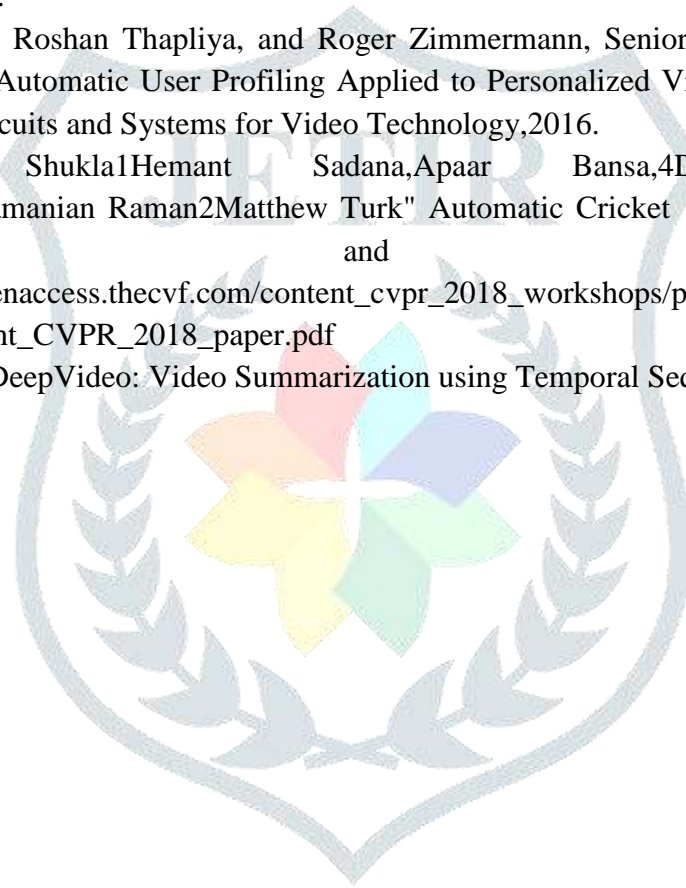 .
Roshan Thapliya, and Roger Zimmermann, Senior
Automatic User Profiling Applied to Personalized V
cuits and Systems for Video Technology,2016.
Shukla1Hemant Sadana,Apaar Bansa,4D
manian Raman2Matthew Turk" Automatic Cricket
and
enaccess.thecvf.com/content_cvpr_2018_workshops/p
nt_CVPR_2018_paper.pdf
DeepVideo: Video Summarization using Temporal Sec
JETIR